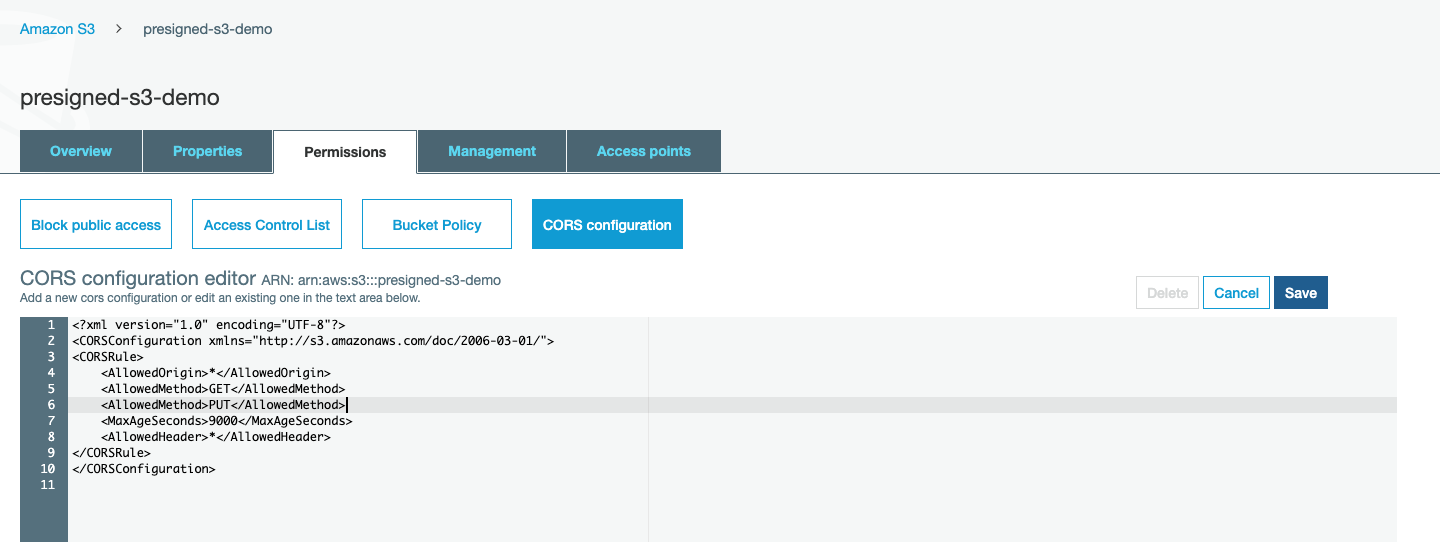 Amazon S3 > presigned-s3-demo
presigned-s3-demo
Overview Properties Permissions Management Access points
Block public access Access Control List Bucket Policy CORS configuration
CORS configuration editor ARN: arn:aws:s3:::presigned-s3-demo
Add a new cors configuration or edit an existing one in the text area below.
Delete Cancel Save
1 <?xml version="1.0" encoding="UTF-8"?>
2 <CORSConfiguration xmlns="http://s3.amazonaws.com/doc/2006-03-01/">
3 <CORSRule>
4     <AllowedOrigin>*</AllowedOrigin>
5     <AllowedMethod>GET</AllowedMethod>
6     <AllowedMethod>PUT</AllowedMethod>
7     <MaxAgeSeconds>9000</MaxAgeSeconds>
8     <AllowedHeader>*</AllowedHeader>
9 </CORSRule>
10 </CORSConfiguration>
11